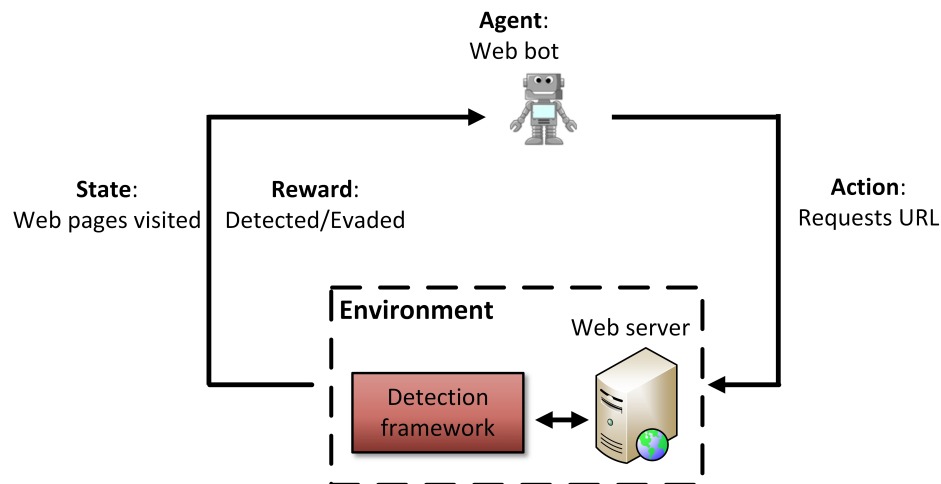 Agent:
Web bot
State:
Web pages visited
Reward:
Detected/Evaded
Action:
Requests URL
Environment
Web server
Detection
framework